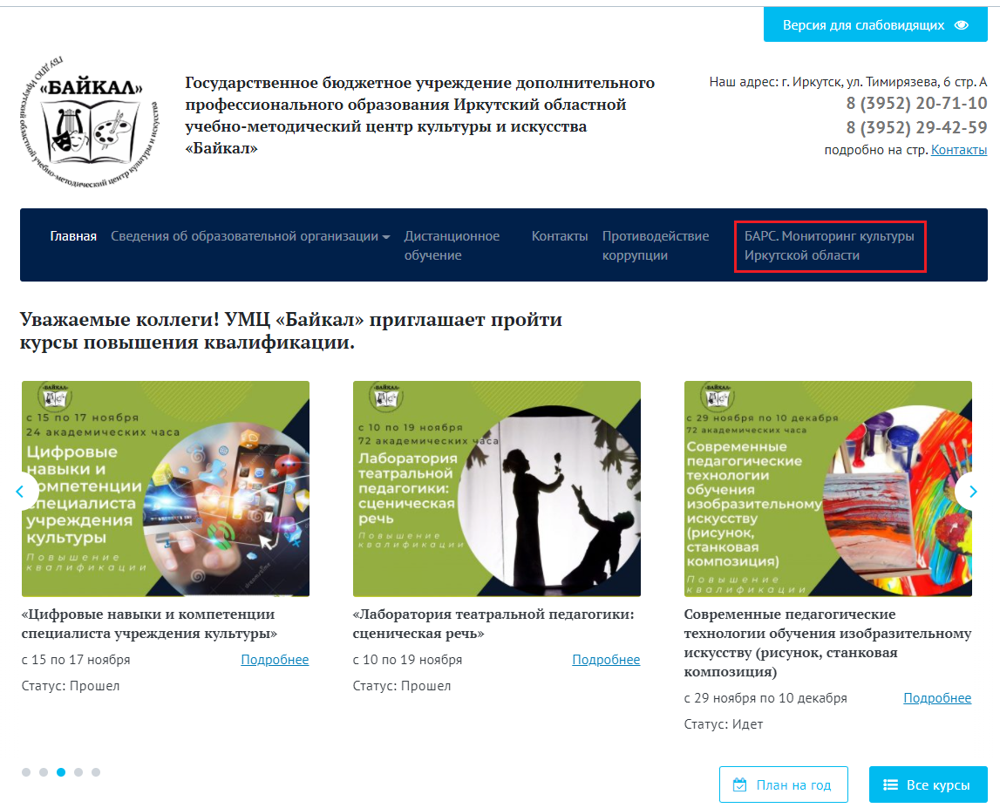 Версия для слабовидящих
ГБУ ДПО Иркутский областной учебно-методический центр культуры и искусства
«БАЙКАЛ»
Государственное бюджетное учреждение дополнительного
профессионального образования Иркутский областной
учебно-методический центр культуры и искусства
«Байкал»
Наш адрес: г. Иркутск, ул. Тимирязева, 6 стр. А
8 (3952) 20-71-10
8 (3952) 29-42-59
подробно на стр. Контакты
Главная
Сведения об образовательной организации
Дистанционное
обучение
Контакты
Противодействие
коррупции
БАРС. Мониторинг культуры
Иркутской области
Уважаемые коллеги! УМЦ «Байкал» приглашает пройти
курсы повышения квалификации.
«БАЙКАЛ»
с 15 по 17 ноября
24 академических часа
Цифровые
навыки и
компетенции
специалиста
учреждения
культуры
Повышение
квалификации
«Цифровые навыки и компетенции
специалиста учреждения культуры»
с 15 по 17 ноября
Подробнее
Статус: Прошел
«БАЙКАЛ»
с 10 по 19 ноября
72 академических часа
Лаборатория
театральной
педагогики:
сценическая
речь
Повышение
квалификации
«Лаборатория театральной педагогики:
сценическая речь»
с 10 по 19 ноября
Подробнее
Статус: Прошел
«БАЙКАЛ»
с 29 ноября по 10 декабря
72 академических часа
Современные
педагогические
технологии
обучения
изобразительному
искусству
(рисунок,
станковая
композиция)
Повышение
квалификации
Современные педагогические
технологии обучения изобразительному
искусству (рисунок, станковая
композиция)
с 29 ноября по 10 декабря
Подробнее
Статус: Идет
План на год
Все курсы